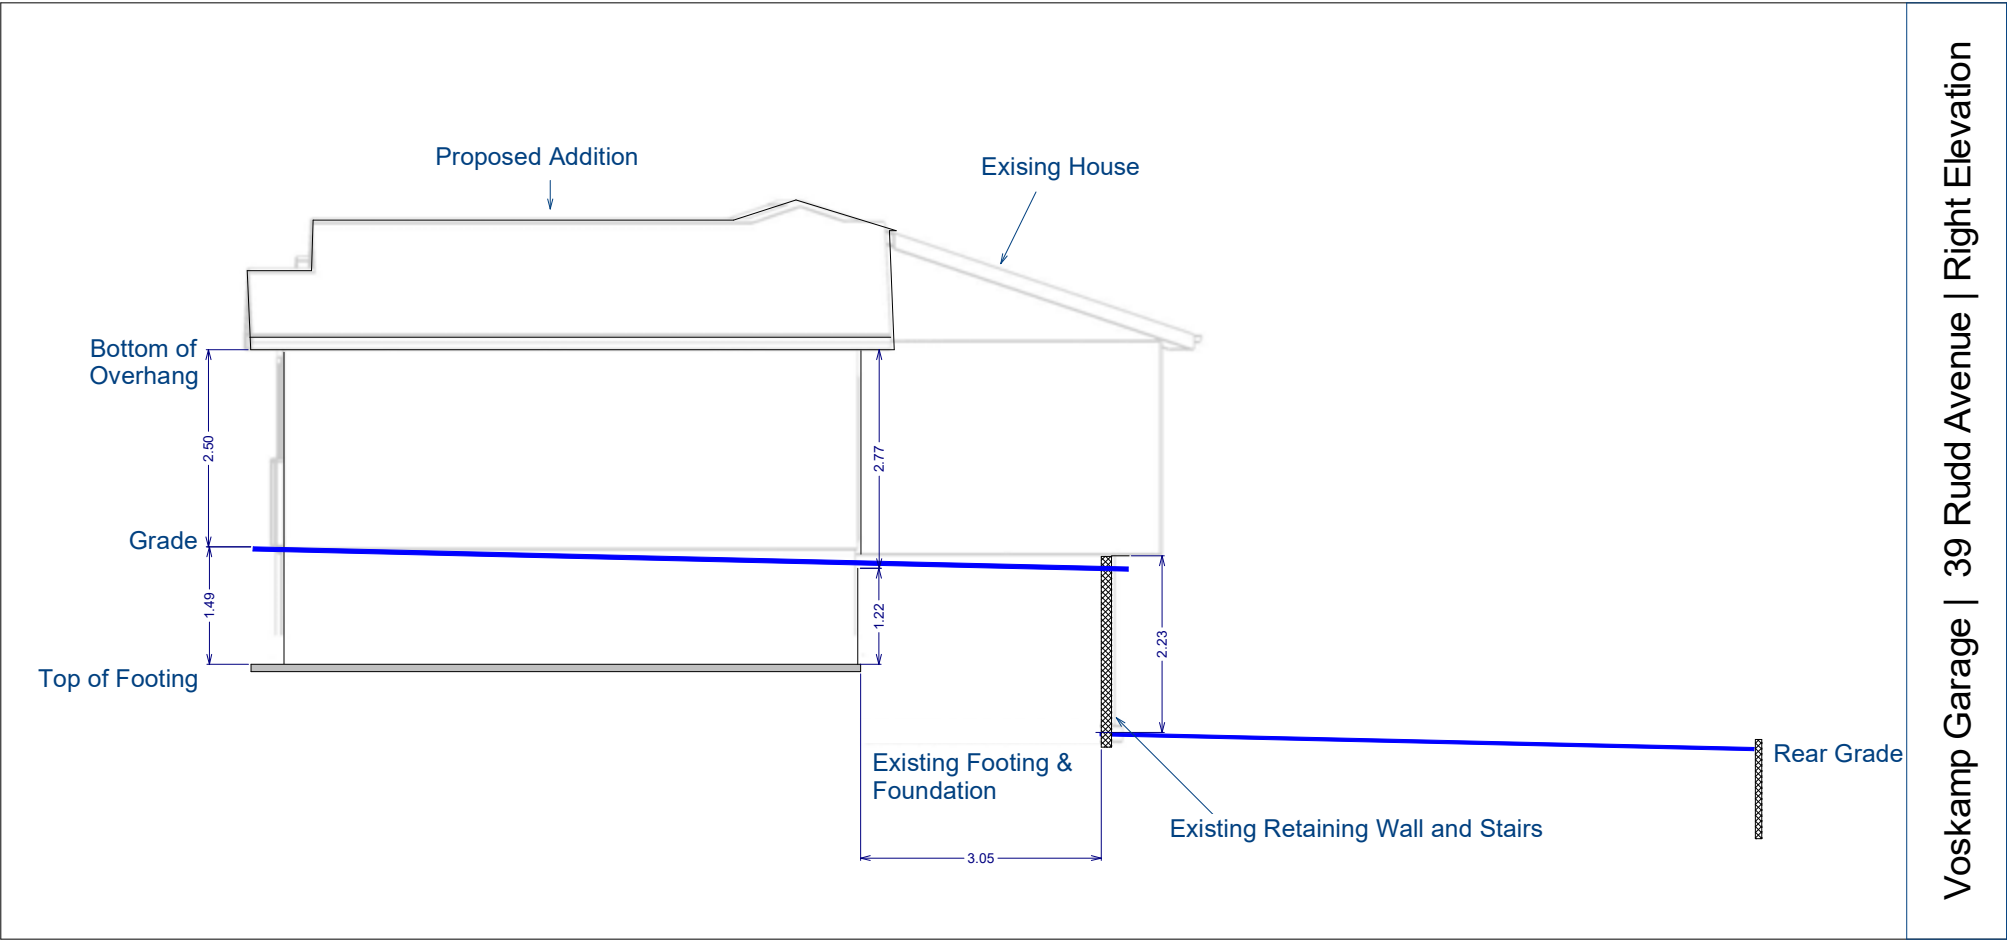 Proposed Addition
Exising House
Bottom of
Overhang
2.50
2.77
Grade
1.49
1.22
2.23
Top of Footing
Existing Footing &
Foundation
Rear Grade
Existing Retaining Wall and Stairs
3.05
Voskamp Garage | 39 Rudd Avenue | Right Elevation